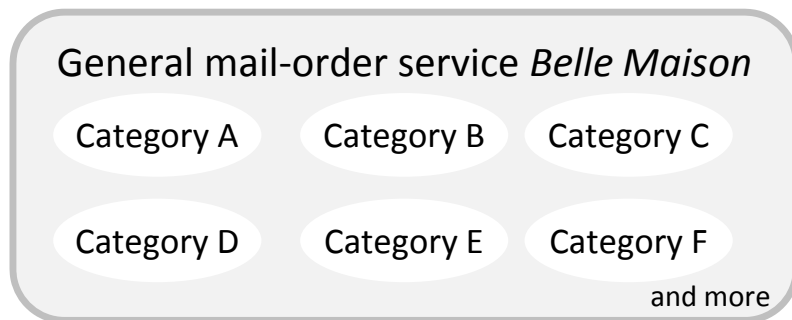 General mail-order service Belle Maison
Category A Category B Category C
Category D Category E Category F
and more